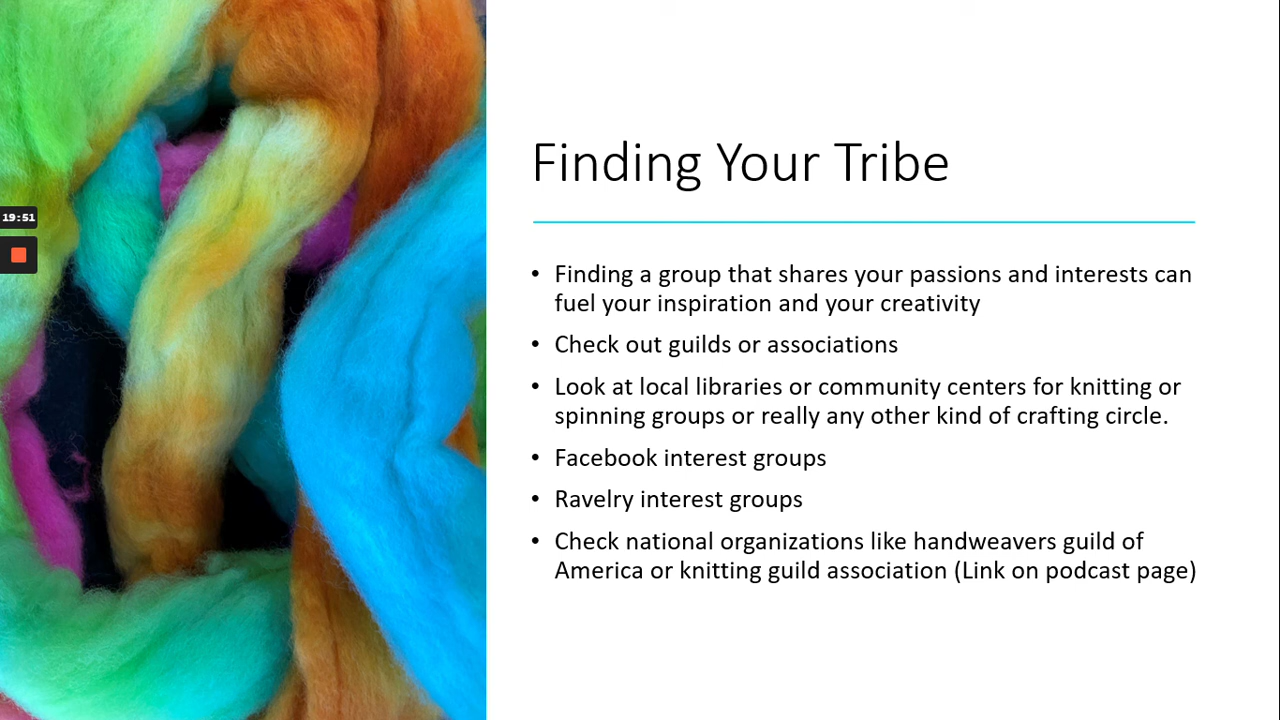 Finding Your Tribe
19:51
• Finding a group that shares your passions and interests can
fuel your inspiration and your creativity
• Check out guilds or associations
• Look at local libraries or community centers for knitting or
spinning groups or really any other kind of crafting circle.
• Facebook interest groups
• Ravelry interest groups
• Check national organizations like handweavers guild of
America or knitting guild association (Link on podcast page)